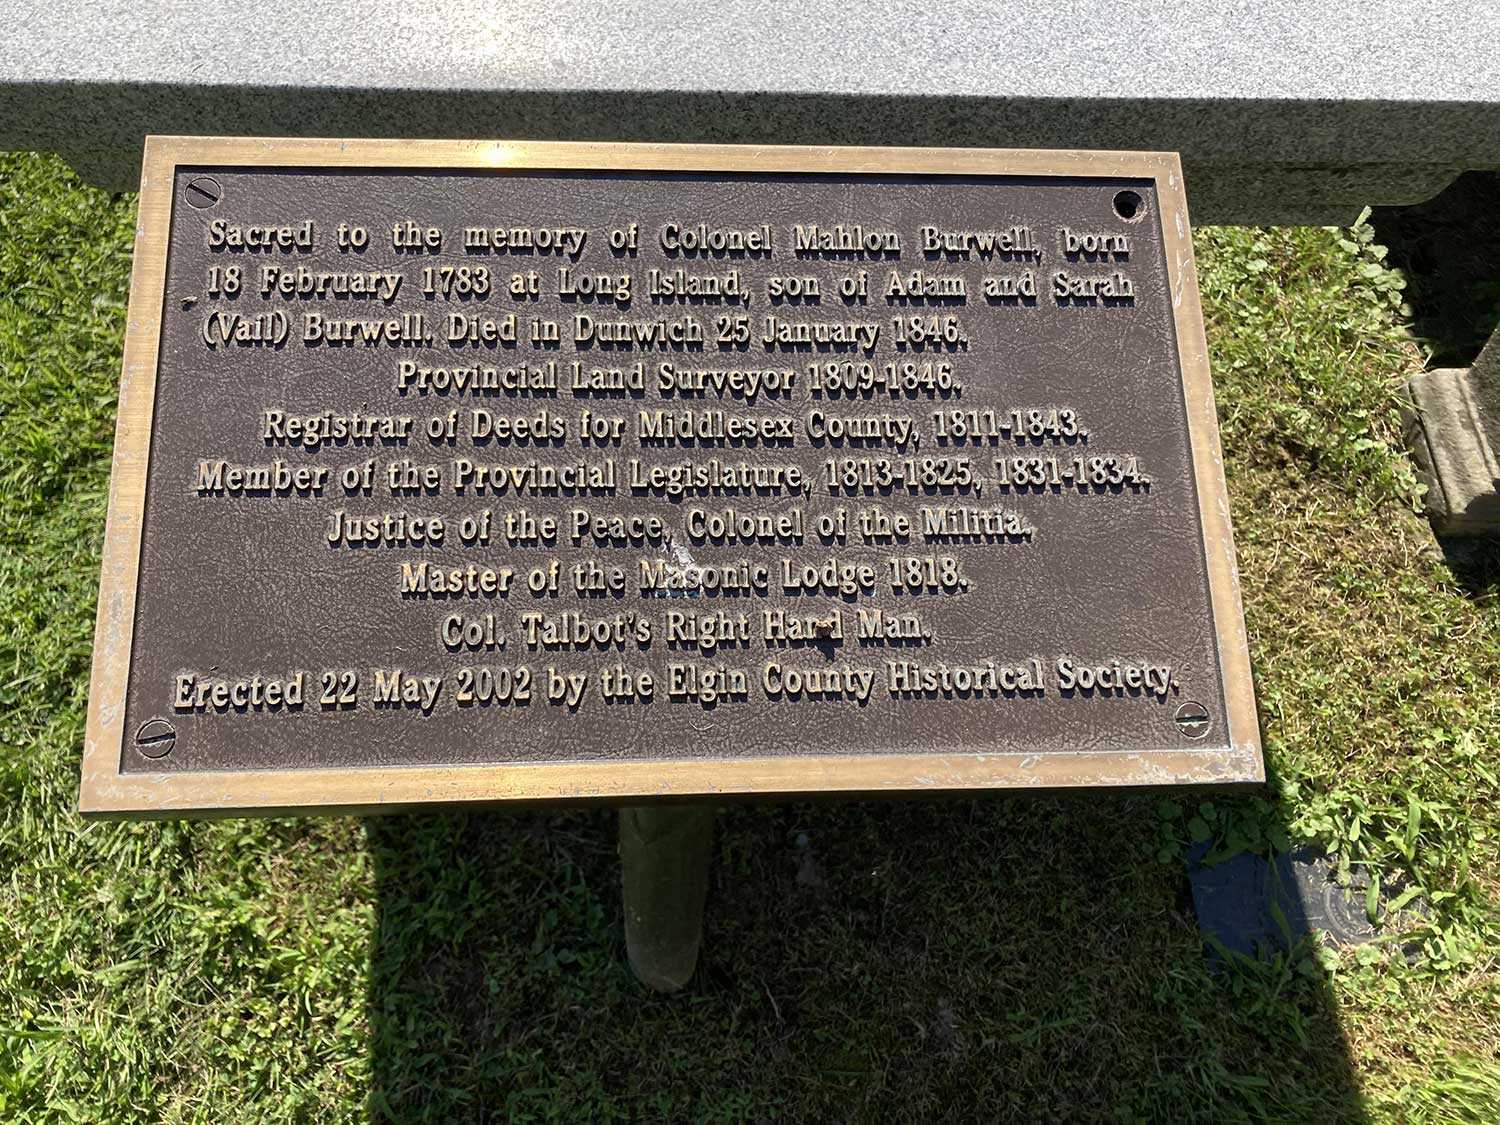 Sacred to the memory of Colonel Mahlon Burwell, born
18 February 1783 at Long Island, son of Adam and Sarah
(Vail) Burwell. Died in Dunwich 25 January 1846.
Provincial Land Surveyor 1809-1846.
Registrar of Deeds for Middlesex County, 1811-1843.
Member of the Provincial Legislature, 1813-1825, 1831-1834.
Justice of the Peace, Colonel of the Militia.
Master of the Masonic Lodge 1818.
Col. Talbot's Right Hand Man.
Erected 22 May 2002 by the Elgin County Historical Society.